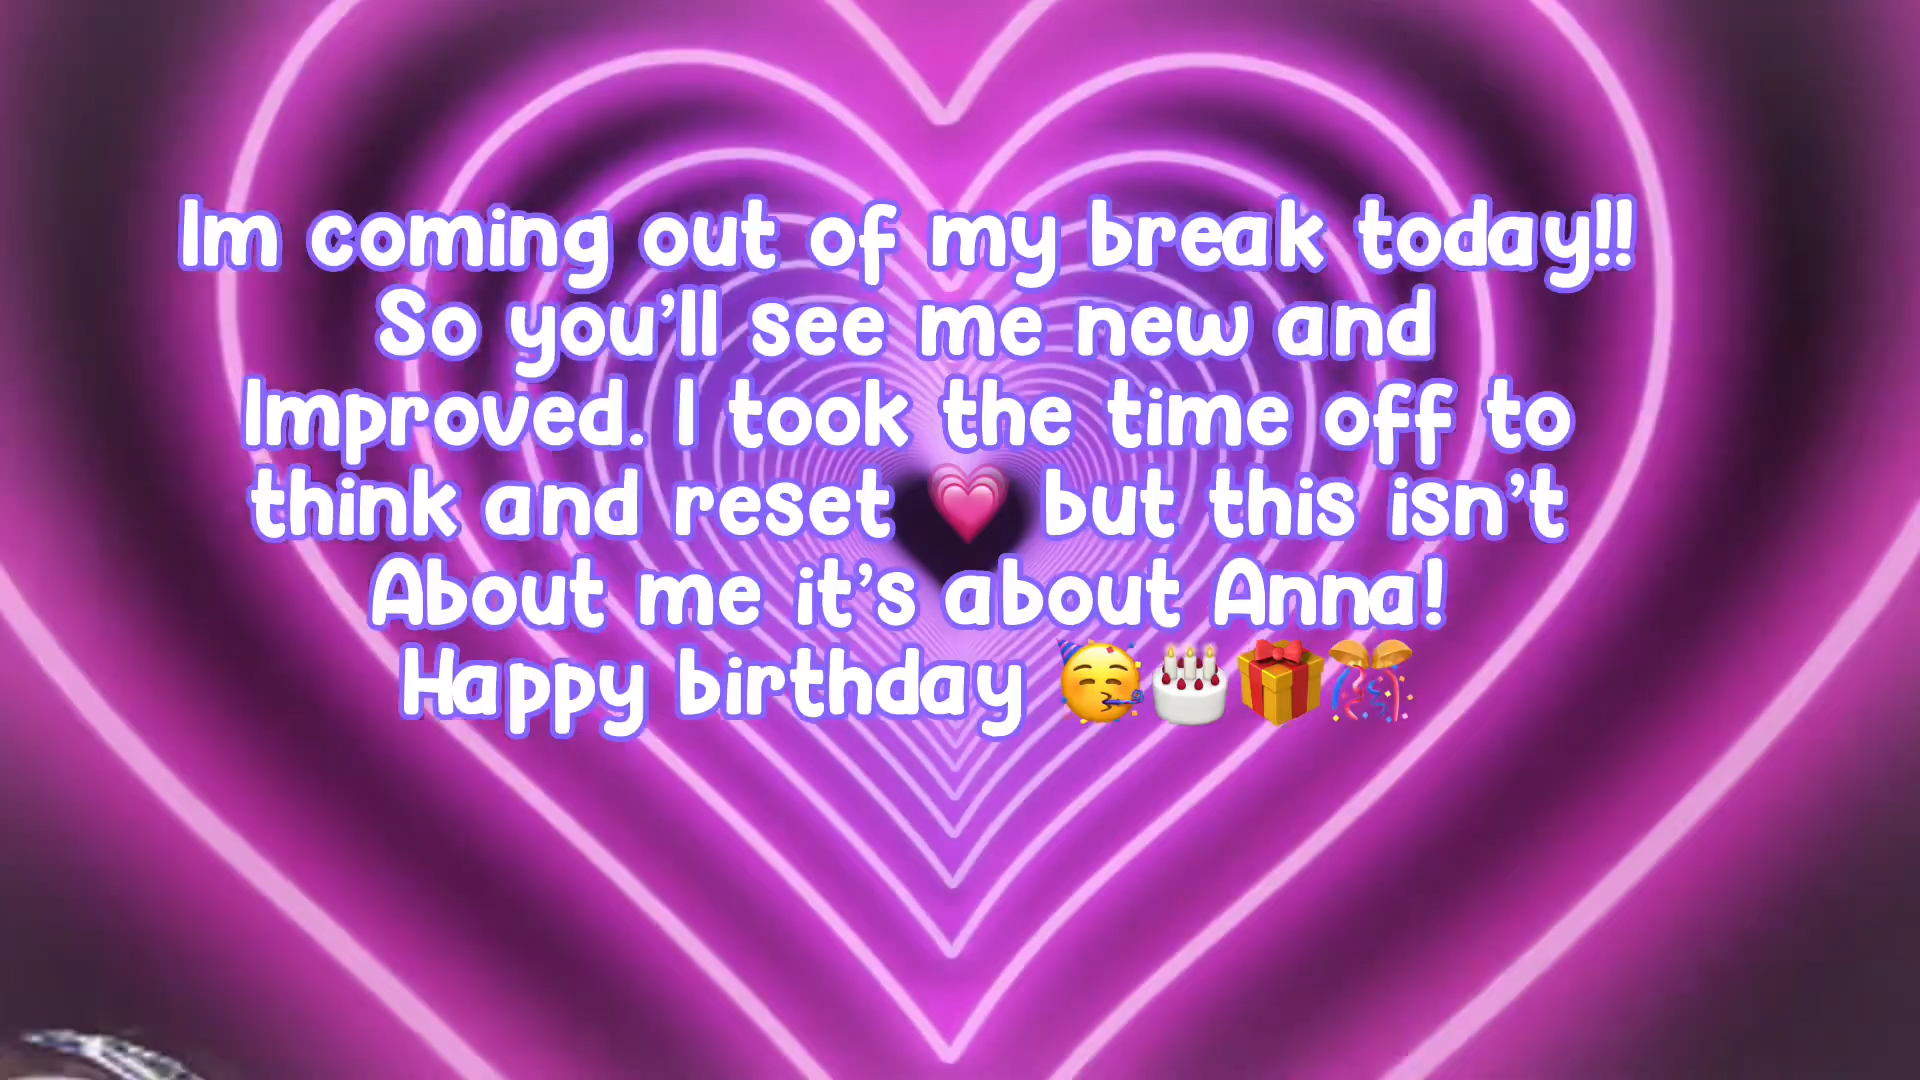 Im coming out of my break today!!
So you'll see me new and
Improved. I took the time off to
think and reset 💗 but this isn't
About me it's about Anna!
Happy birthday 🥳🎂🎁🎊